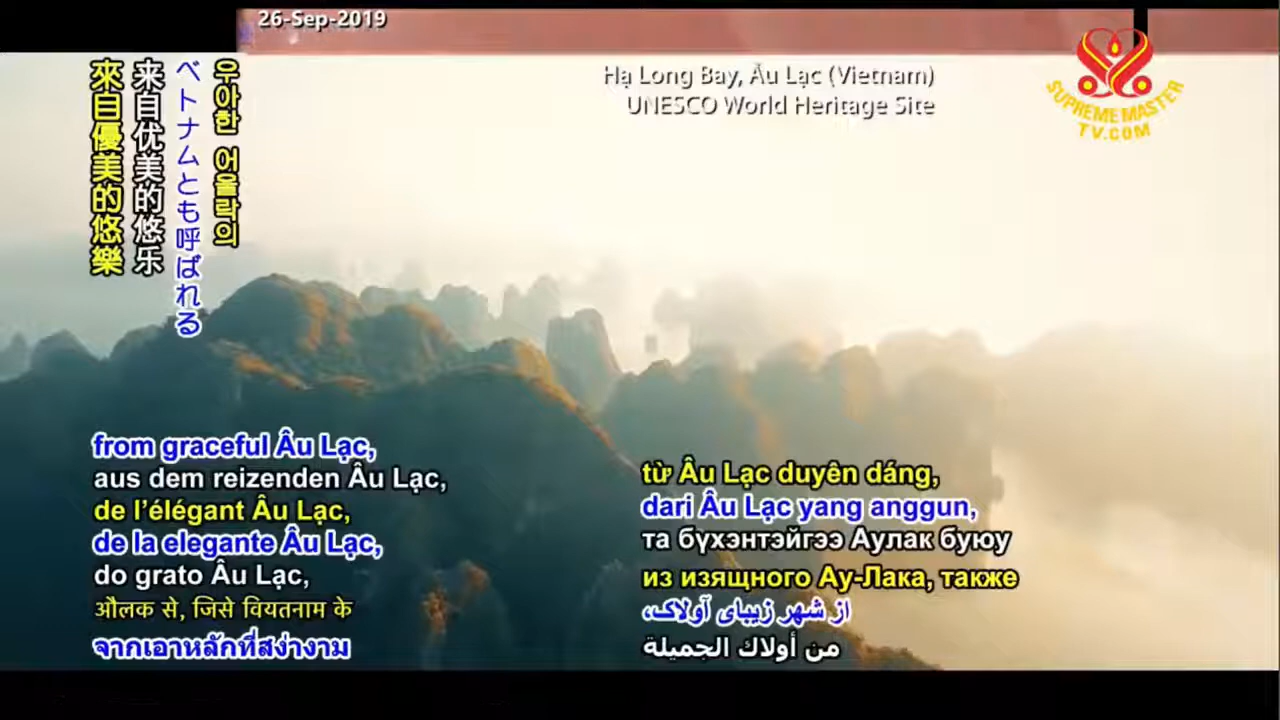 26-Sep-2019
Hạ Long Bay, Âu Lạc (Vietnam)
UNESCO World Heritage Site
SUPREME MASTER
TV.COM
우아한 어울락의
ベトナムとも呼ばれる
来自优美的悠乐
來自優美的悠樂
from graceful Âu Lạc,
aus dem reizenden Âu Lạc,
de l’élégant Âu Lạc,
de la elegante Âu Lạc,
do grato Âu Lạc,
औलक से, जिसे वियतनाम के
จากเอาหลักที่สง่างาม
từ Âu Lạc duyên dáng,
dari Âu Lạc yang anggun,
та бүхэнтэйгээ Аулак буюу
из изящного Ау-Лака, также
از شهر زیبای آولاک،
من أولاك الجميلة